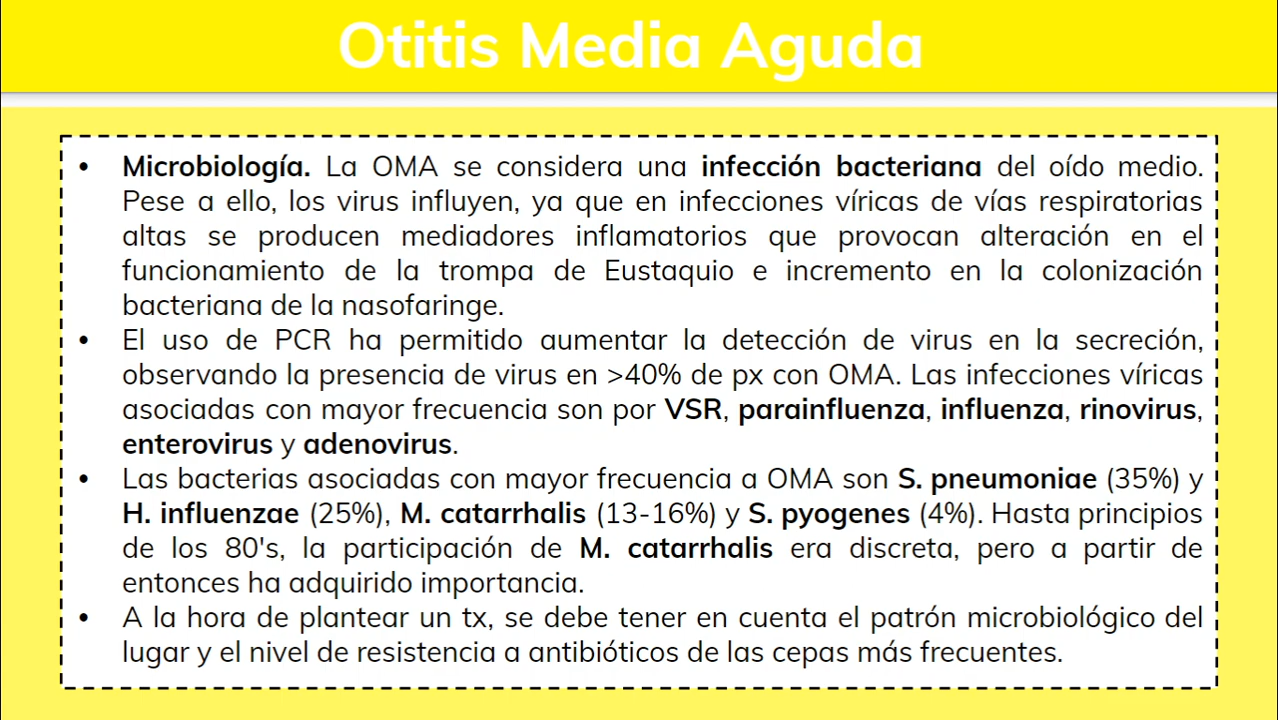 Otitis Media Aguda
• Microbiología. La OMA se considera una infección bacteriana del oído medio.
Pese a ello, los virus influyen, ya que en infecciones víricas de vías respiratorias
altas se producen mediadores inflamatorios que provocan alteración en el
funcionamiento de la trompa de Eustaquio e incremento en la colonización
bacteriana de la nasofaringe.
• El uso de PCR ha permitido aumentar la detección de virus en la secreción,
observando la presencia de virus en >40% de px con OMA. Las infecciones víricas
asociadas con mayor frecuencia son por VSR, parainfluenza, influenza, rinovirus,
enterovirus y adenovirus.
• Las bacterias asociadas con mayor frecuencia a OMA son S. pneumoniae (35%) y
H. influenzae (25%), M. catarrhalis (13-16%) y S. pyogenes (4%). Hasta principios
de los 80's, la participación de M. catarrhalis era discreta, pero a partir de
entonces ha adquirido importancia.
• A la hora de plantear un tx, se debe tener en cuenta el patrón microbiológico del
lugar y el nivel de resistencia a antibióticos de las cepas más frecuentes.